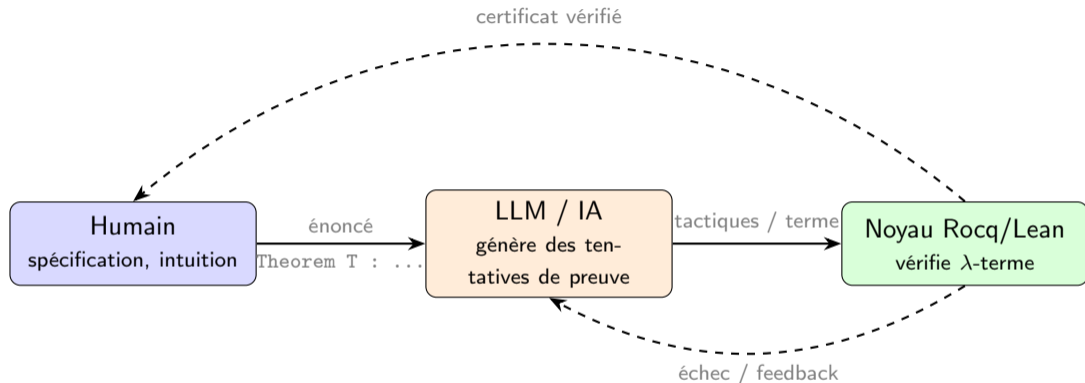 certificat vérifié
Humain
spécification, intuition
énoncé
Theorem T : ...
LLM / IA
génère des ten-
tatives de preuve
tactiques / terme
Noyau Rocq/Lean
vérifie λ-terme
échec / feedback